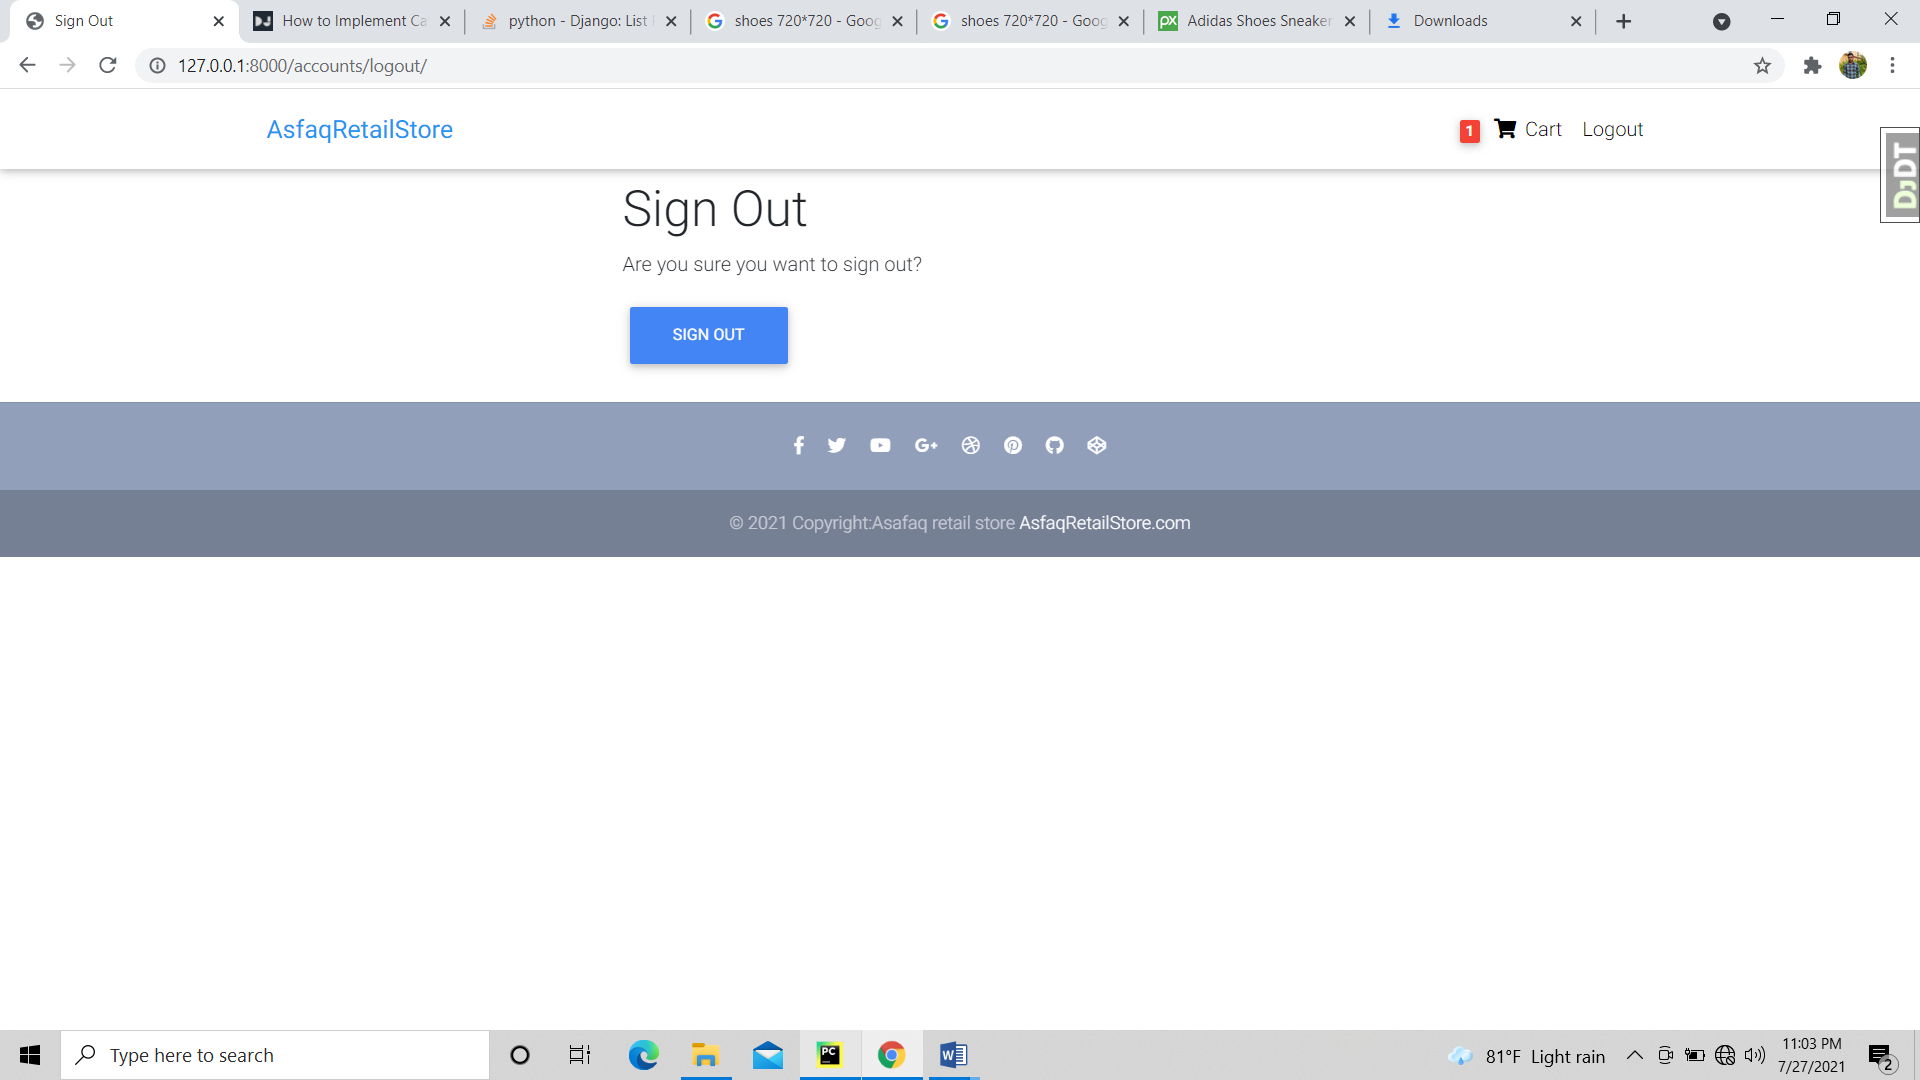 Sign Out
How to Implement Ca
python - Django: List
shoes 720*720 - Goog
shoes 720*720 - Goog
Adidas Shoes Sneaker
Downloads
127.0.0.1:8000/accounts/logout/
AsfaqRetailStore
1 Cart Logout
DJDT
Sign Out
Are you sure you want to sign out?
SIGN OUT
© 2021 Copyright:Asafaq retail store AsfaqRetailStore.com
Type here to search
PC
W
81°F Light rain
11:03 PM
7/27/2021
2